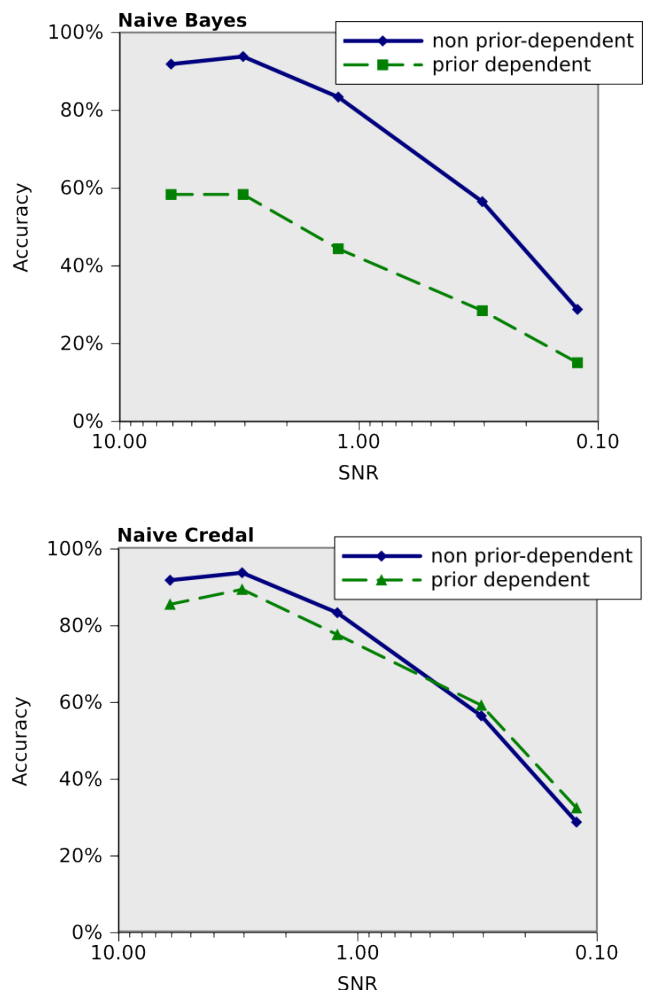 Naive Bayes
non prior-dependent
prior dependent
100%
80%
60%
40%
20%
0%
Accuracy
10.00 1.00 0.10
SNR
Naive Credal
non prior-dependent
prior dependent
100%
80%
60%
40%
20%
0%
Accuracy
10.00 1.00 0.10
SNR